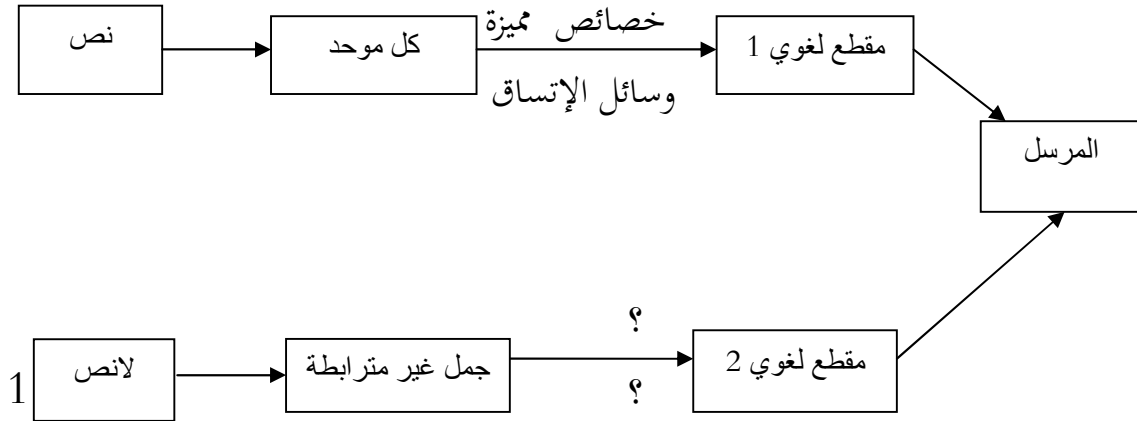 نص
كل موحد
خصائص مميزة
وسائل الإتساق
مقطع لغوي 1
المرسل
لانص
جمل غير مترابطة
؟
؟
مقطع لغوي 2
1